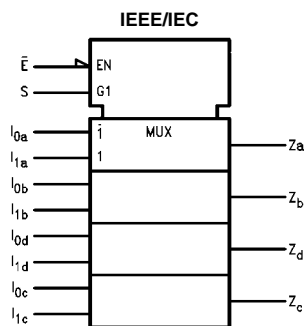 IEEE/IEC
E̅ EN
S G1
I0a 1̅ MUX
I1a 1 Za
I0b
I1b Zb
I0d
I1d Zd
I0c
I1c Zc